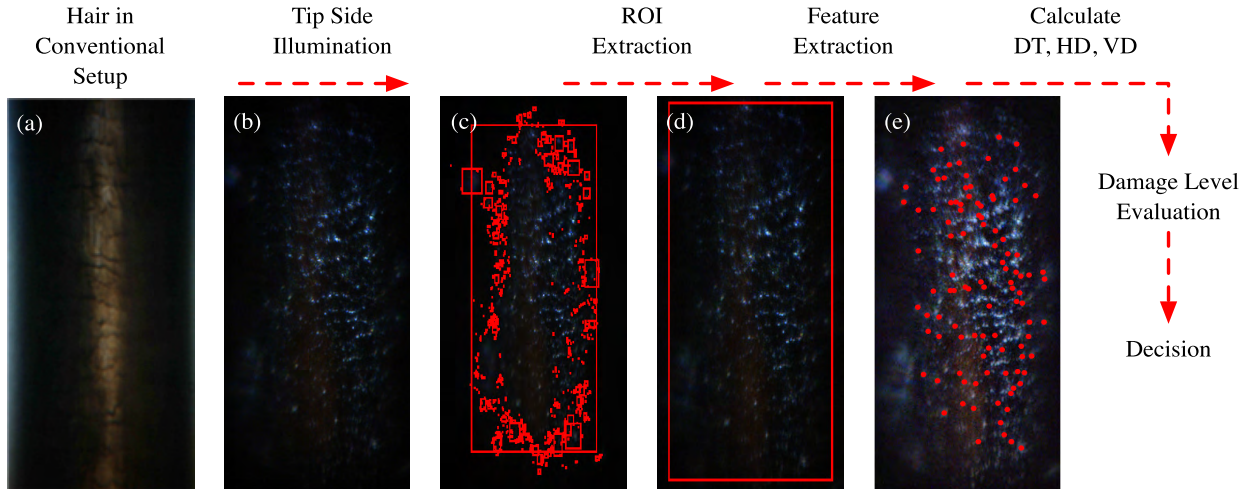 Hair in
Conventional
Setup
Tip Side
Illumination
ROI
Extraction
Feature
Extraction
Calculate
DT, HD, VD
(a)
(b)
(c)
(d)
(e)
Damage Level
Evaluation
Decision